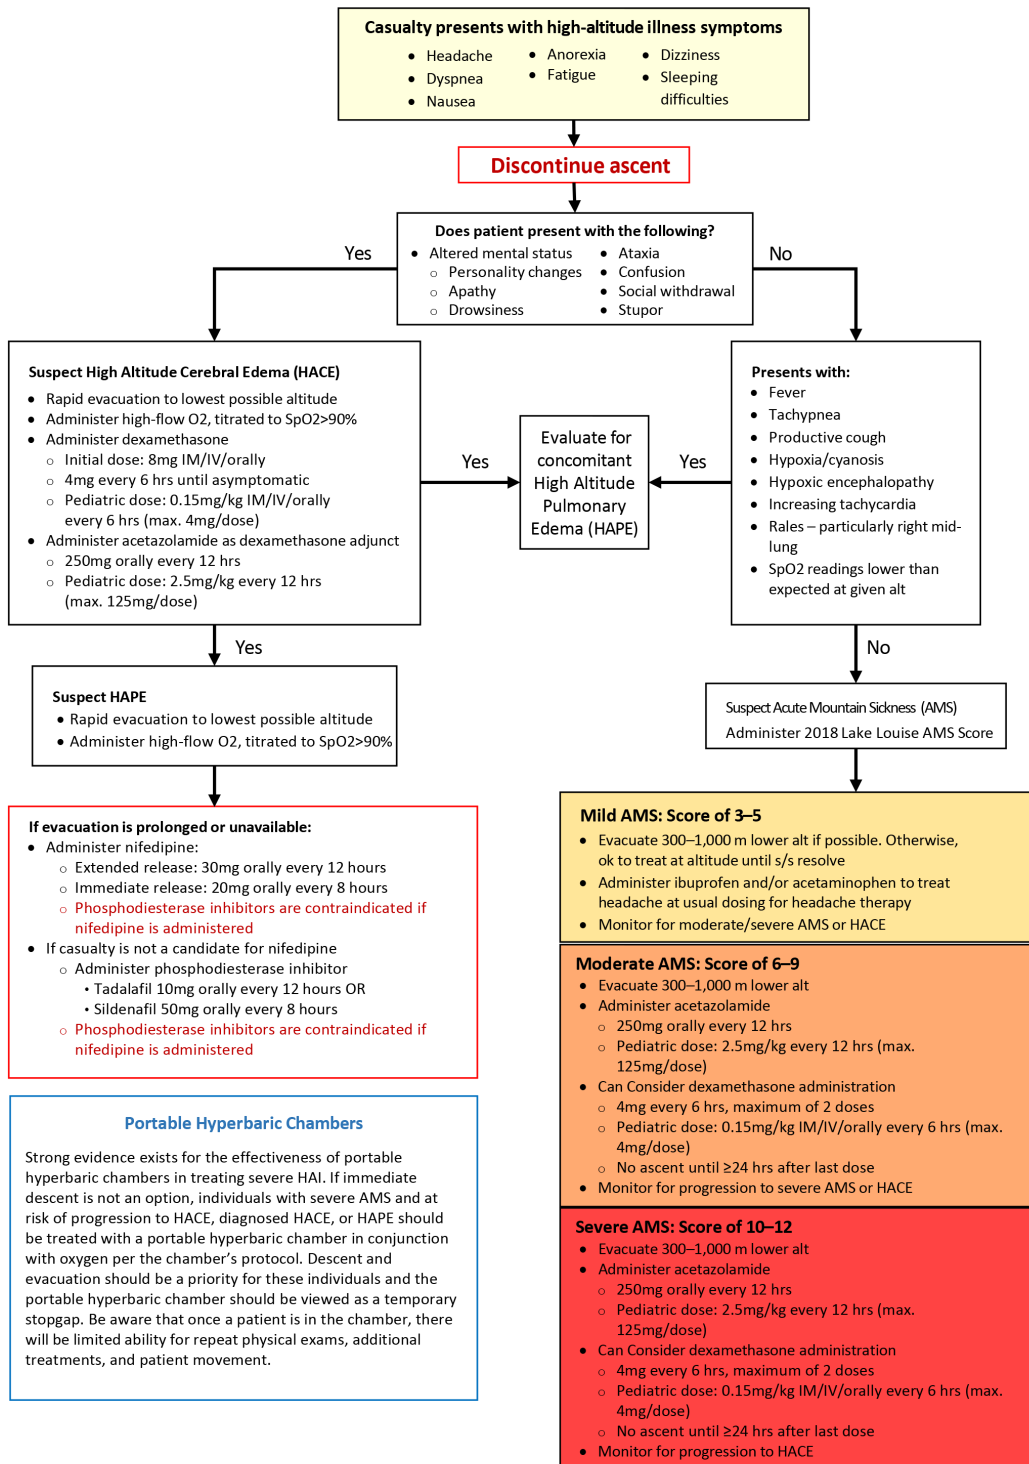 Casualty presents with high-altitude illness symptoms
• Headache
• Dyspnea
• Nausea
• Anorexia
• Fatigue
• Dizziness
• Sleeping
difficulties
Discontinue ascent
Does patient present with the following?
• Altered mental status
o Personality changes
o Apathy
o Drowsiness
• Ataxia
• Confusion
• Social withdrawal
• Stupor
Yes
No
Suspect High Altitude Cerebral Edema (HACE)
• Rapid evacuation to lowest possible altitude
• Administer high-flow O2, titrated to SpO2>90%
• Administer dexamethasone
o Initial dose: 8mg IM/IV/orally
o 4mg every 6 hrs until asymptomatic
o Pediatric dose: 0.15mg/kg IM/IV/orally
every 6 hrs (max. 4mg/dose)
• Administer acetazolamide as dexamethasone adjunct
o 250mg orally every 12 hrs
o Pediatric dose: 2.5mg/kg every 12 hrs
(max. 125mg/dose)
Yes
Evaluate for
concomitant
High Altitude
Pulmonary
Edema (HAPE)
Yes
Presents with:
• Fever
• Tachypnea
• Productive cough
• Hypoxia/cyanosis
• Hypoxic encephalopathy
• Increasing tachycardia
• Rales – particularly right mid-
lung
• SpO2 readings lower than
expected at given alt
Yes
No
Suspect HAPE
• Rapid evacuation to lowest possible altitude
• Administer high-flow O2, titrated to SpO2>90%
Suspect Acute Mountain Sickness (AMS)
Administer 2018 Lake Louise AMS Score
If evacuation is prolonged or unavailable:
• Administer nifedipine:
o Extended release: 30mg orally every 12 hours
o Immediate release: 20mg orally every 8 hours
o Phosphodiesterase inhibitors are contraindicated if
nifedipine is administered
• If casualty is not a candidate for nifedipine
o Administer phosphodiesterase inhibitor
• Tadalafil 10mg orally every 12 hours OR
• Sildenafil 50mg orally every 8 hours
o Phosphodiesterase inhibitors are contraindicated if
nifedipine is administered
Portable Hyperbaric Chambers
Strong evidence exists for the effectiveness of portable
hyperbaric chambers in treating severe HAI. If immediate
descent is not an option, individuals with severe AMS and at
risk of progression to HACE, diagnosed HACE, or HAPE should
be treated with a portable hyperbaric chamber in conjunction
with oxygen per the chamber’s protocol. Descent and
evacuation should be a priority for these individuals and the
portable hyperbaric chamber should be viewed as a temporary
stopgap. Be aware that once a patient is in the chamber, there
will be limited ability for repeat physical exams, additional
treatments, and patient movement.
Mild AMS: Score of 3–5
• Evacuate 300–1,000 m lower alt if possible. Otherwise,
ok to treat at altitude until s/s resolve
• Administer ibuprofen and/or acetaminophen to treat
headache at usual dosing for headache therapy
• Monitor for moderate/severe AMS or HACE
Moderate AMS: Score of 6–9
• Evacuate 300–1,000 m lower alt
• Administer acetazolamide
o 250mg orally every 12 hrs
o Pediatric dose: 2.5mg/kg every 12 hrs (max.
125mg/dose)
• Can Consider dexamethasone administration
o 4mg every 6 hrs, maximum of 2 doses
o Pediatric dose: 0.15mg/kg IM/IV/orally every 6 hrs (max.
4mg/dose)
o No ascent until ≥24 hrs after last dose
• Monitor for progression to severe AMS or HACE
Severe AMS: Score of 10–12
• Evacuate 300–1,000 m lower alt
• Administer acetazolamide
o 250mg orally every 12 hrs
o Pediatric dose: 2.5mg/kg every 12 hrs (max.
125mg/dose)
• Can Consider dexamethasone administration
o 4mg every 6 hrs, maximum of 2 doses
o Pediatric dose: 0.15mg/kg IM/IV/orally every 6 hrs (max.
4mg/dose)
o No ascent until ≥24 hrs after last dose
• Monitor for progression to HACE